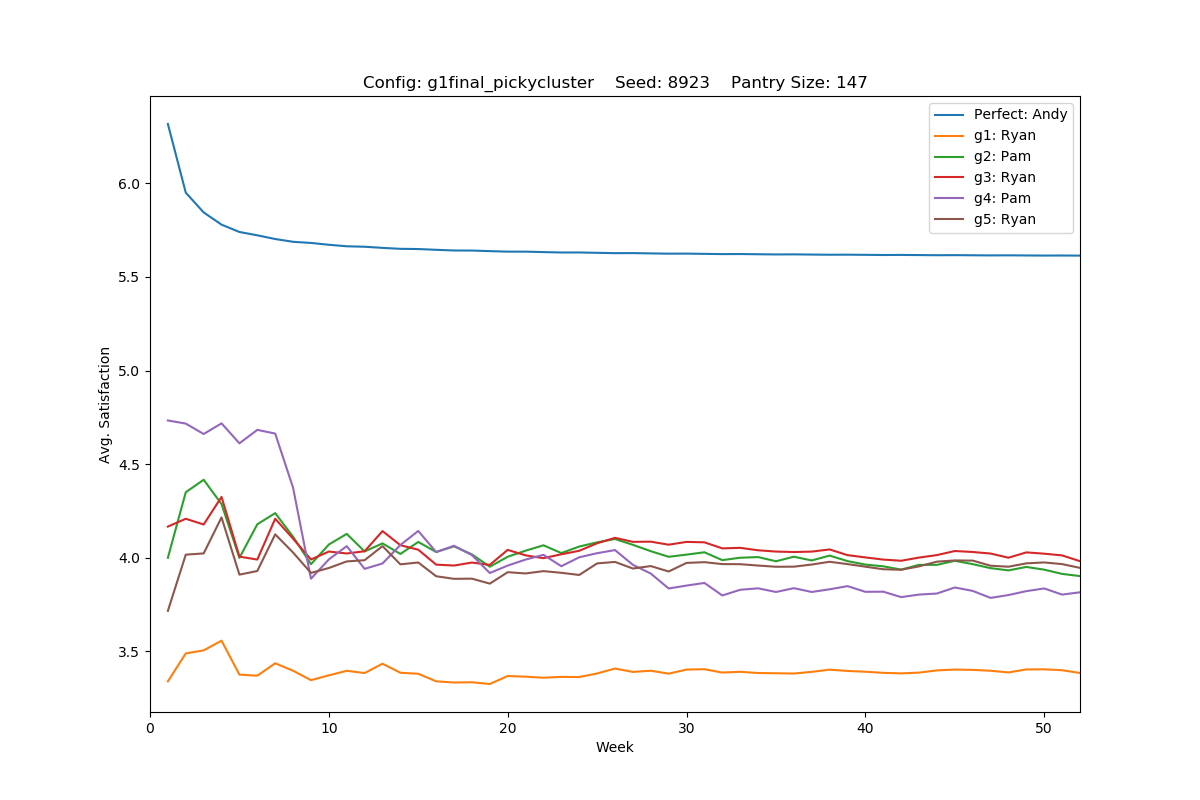 Config: g1final_pickycluster    Seed: 8923    Pantry Size: 147
Perfect: Andy
g1: Ryan
g2: Pam
g3: Ryan
g4: Pam
g5: Ryan
Avg. Satisfaction
6.0
5.5
5.0
4.5
4.0
3.5
0 10 20 30 40 50
Week